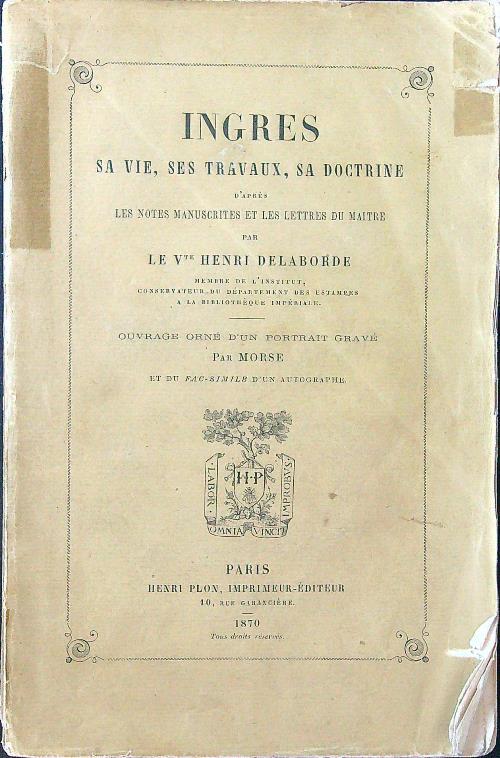 INGRES
SA VIE, SES TRAVAUX, SA DOCTRINE
D'APRÈS
LES NOTES MANUSCRITES ET LES LETTRES DU MAITRE
PAR
LE Vte HENRI DELABORDE
MEMBRE DE L'INSTITUT,
CONSERVATEUR DU DÉPARTEMENT DES ESTAMPES
A LA BIBLIOTHÈQUE IMPÉRIALE.
OUVRAGE ORNÉ D'UN PORTRAIT GRAVÉ
PAR MORSE
ET DU FAC-SIMILE D'UN AUTOGRAPHE.
H·P
LABOR
OMNIA VINCIT
IMPROBVS
PARIS
HENRI PLON, IMPRIMEUR-ÉDITEUR
10, RUE GARANCIÈRE.
1870
Tous droits réservés.